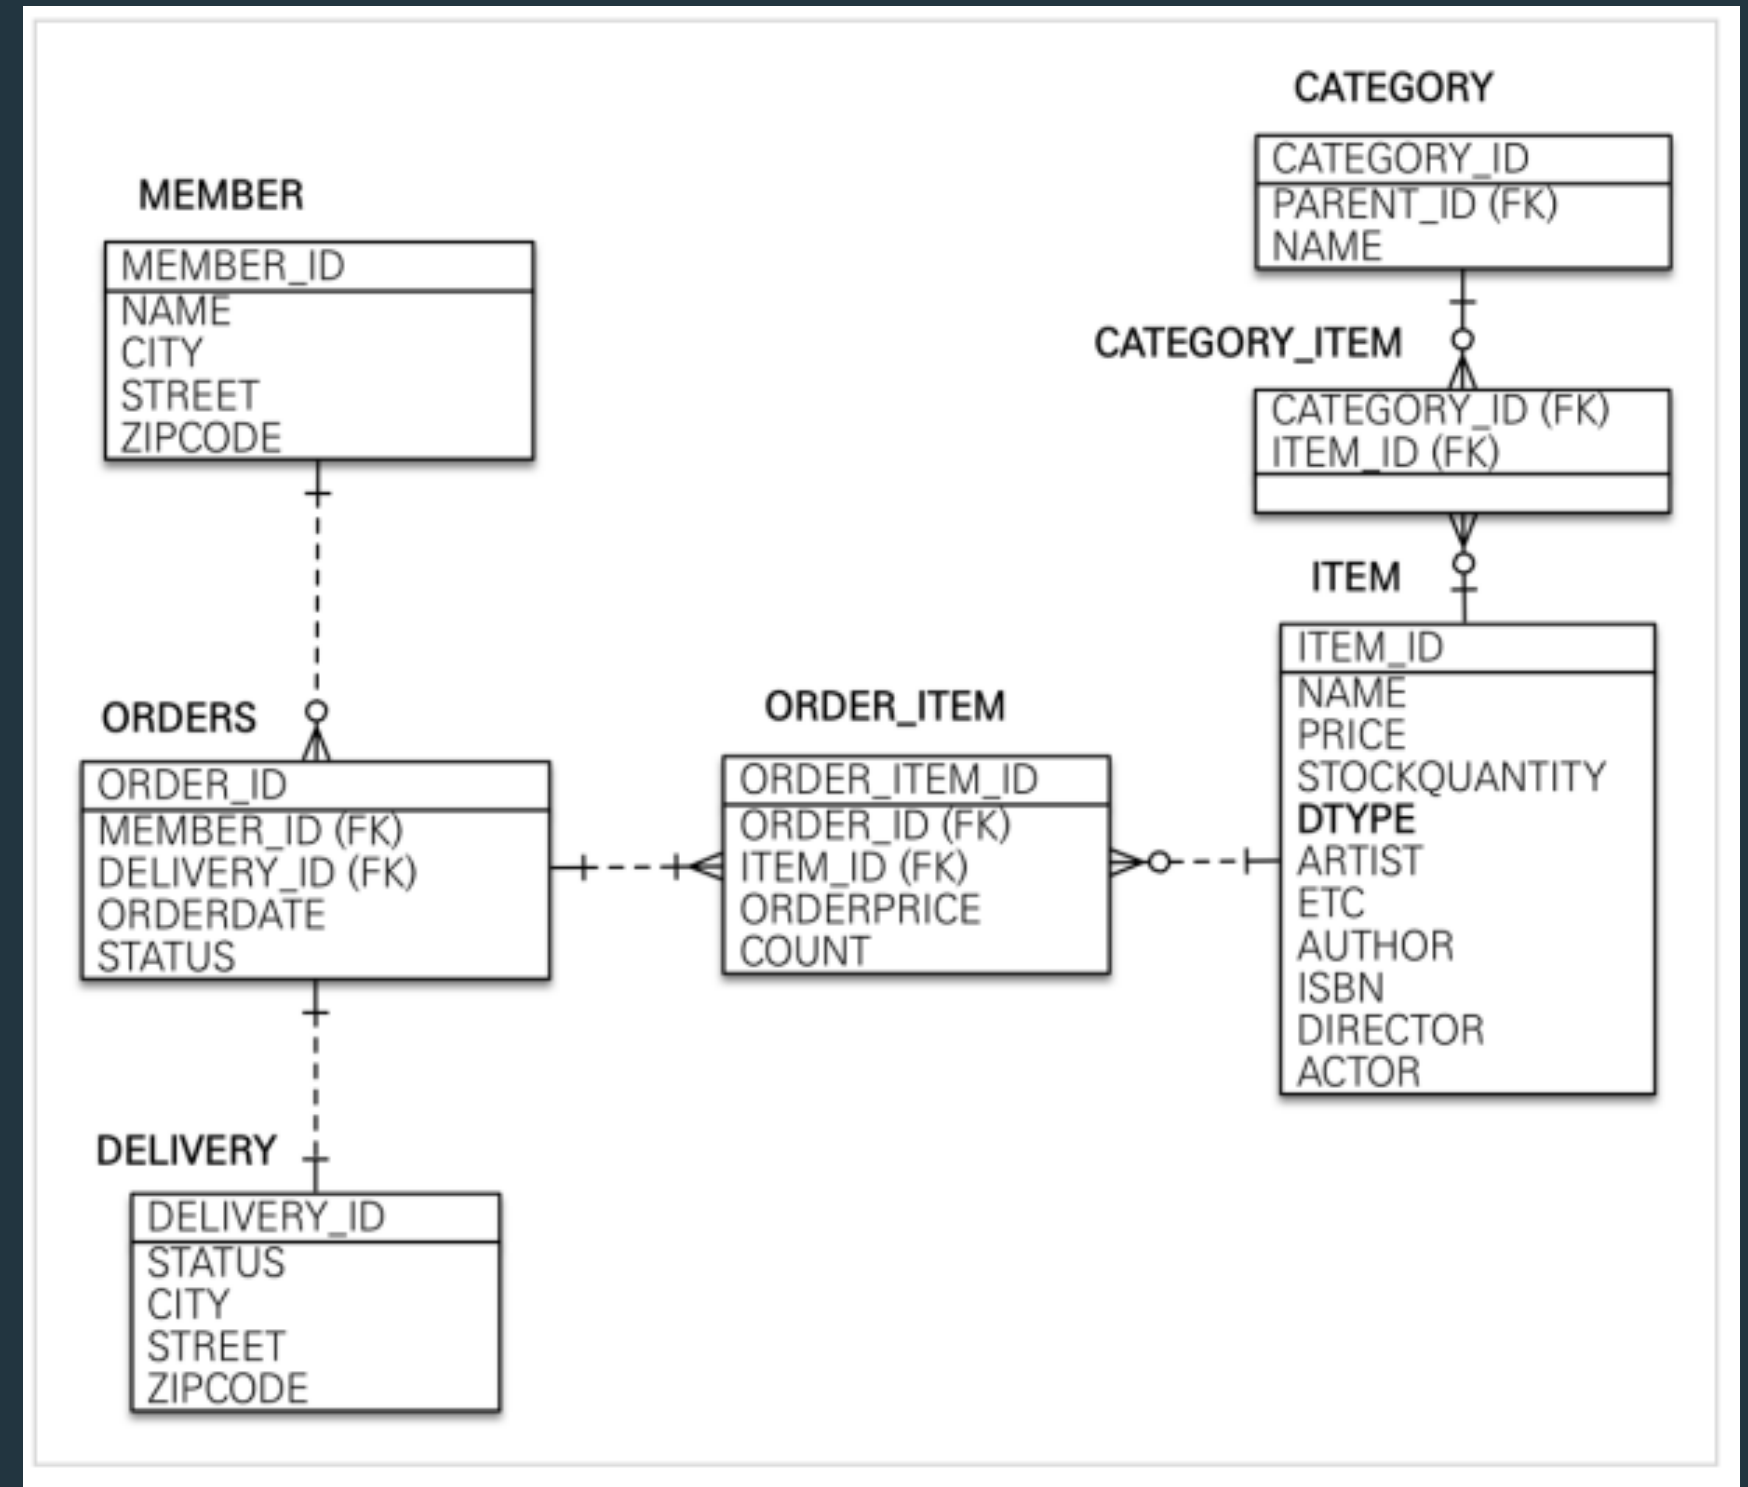 MEMBER
MEMBER_ID
NAME
CITY
STREET
ZIPCODE
ORDERS
ORDER_ID
MEMBER_ID (FK)
DELIVERY_ID (FK)
ORDERDATE
STATUS
DELIVERY
DELIVERY_ID
STATUS
CITY
STREET
ZIPCODE
ORDER_ITEM
ORDER_ITEM_ID
ORDER_ID (FK)
ITEM_ID (FK)
ORDERPRICE
COUNT
CATEGORY
CATEGORY_ID
PARENT_ID (FK)
NAME
CATEGORY_ITEM
CATEGORY_ID (FK)
ITEM_ID (FK)
ITEM
ITEM_ID
NAME
PRICE
STOCKQUANTITY
DTYPE
ARTIST
ETC
AUTHOR
ISBN
DIRECTOR
ACTOR